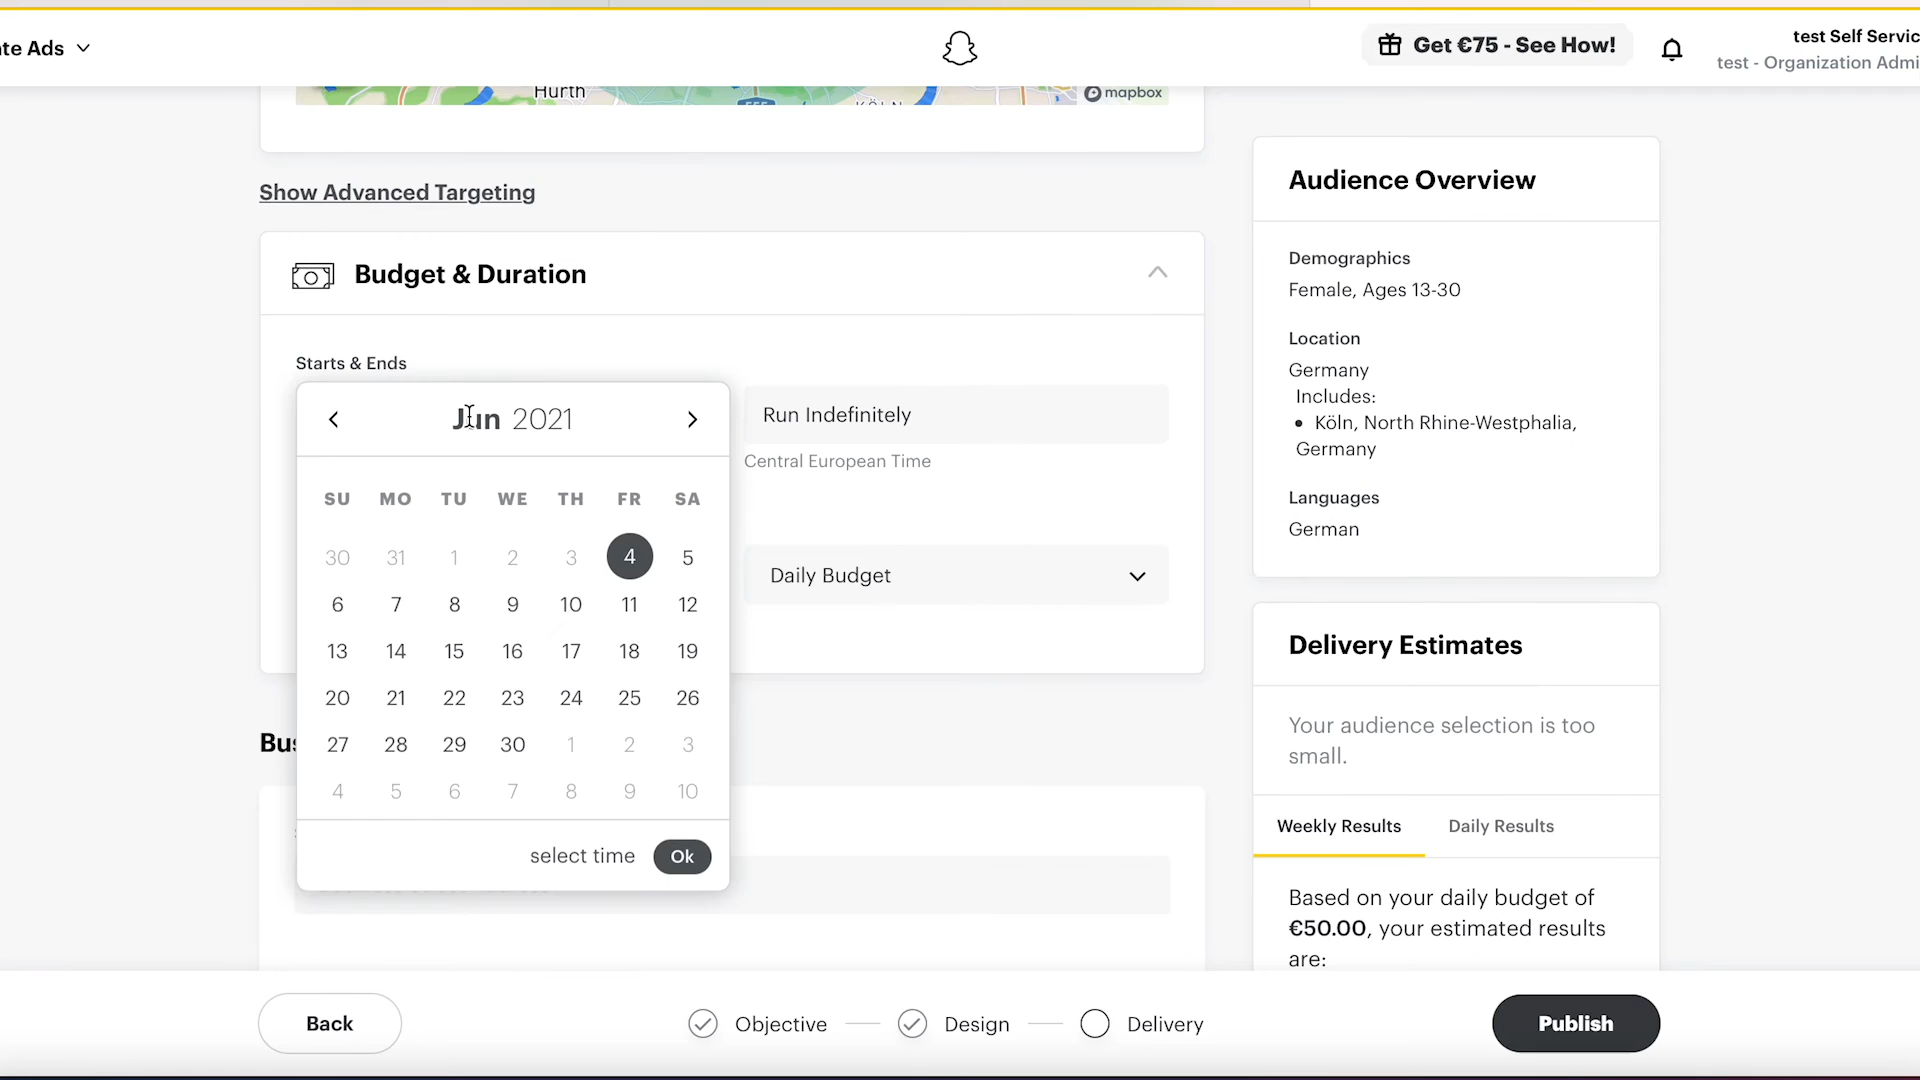 te Ads
Get €75 - See How!
test Self Servic
test - Organization Admi
Hürth
mapbox
Show Advanced Targeting
Budget & Duration
Starts & Ends
Jun 2021
SU MO TU WE TH FR SA
30 31 1 2 3 4 5
6 7 8 9 10 11 12
13 14 15 16 17 18 19
20 21 22 23 24 25 26
27 28 29 30 1 2 3
4 5 6 7 8 9 10
select time Ok
Run Indefinitely
Central European Time
Daily Budget
Bus
Audience Overview
Demographics
Female, Ages 13-30
Location
Germany
Includes:
• Köln, North Rhine-Westphalia,
Germany
Languages
German
Delivery Estimates
Your audience selection is too
small.
Weekly Results Daily Results
Based on your daily budget of
€50.00, your estimated results
are:
Back
Objective Design Delivery
Publish